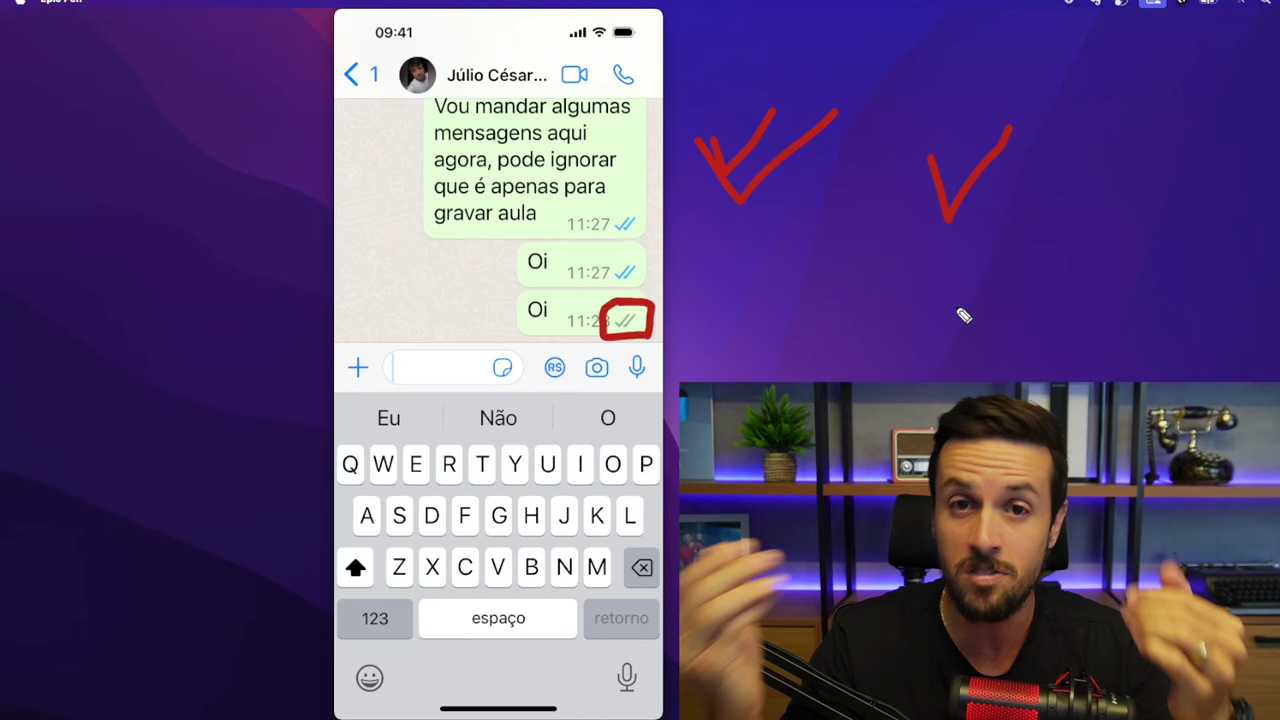 09:41
1
Júlio César...
Vou mandar algumas
mensagens aqui
agora, pode ignorar
que é apenas para
gravar aula
11:27
Oi
11:27
Oi
R$
Eu Não O
Q W E R T Y U I O P
A S D F G H J K L
Z X C V B N M
123 espaço retorno